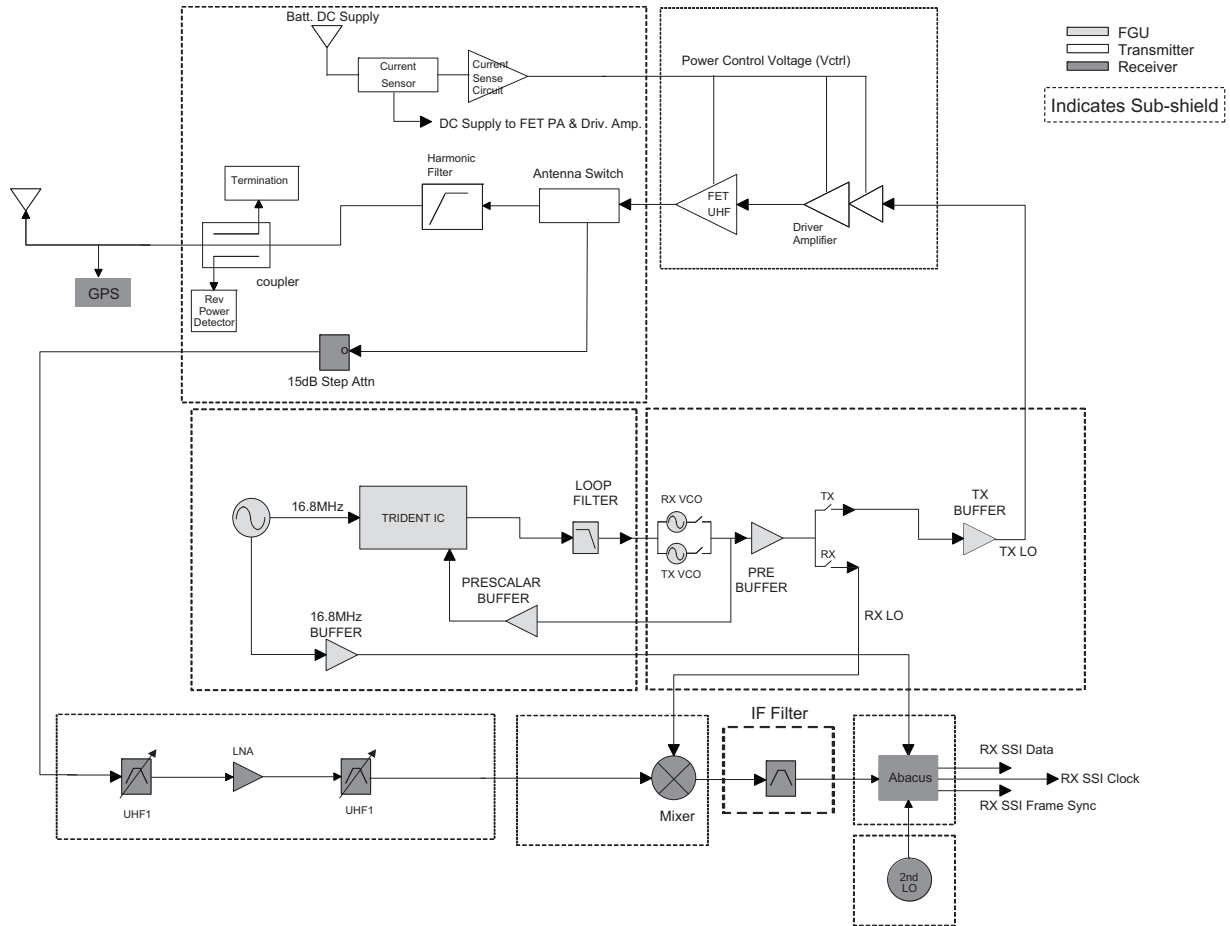 Batt. DC Supply
Current
Sensor
Current
Sense
Circuit
DC Supply to FET PA & Driv. Amp.
Power Control Voltage (Vctrl)
FGU
Transmitter
Receiver
Indicates Sub-shield
Termination
Harmonic
Filter
Antenna Switch
FET
UHF
Driver
Amplifier
GPS
coupler
Rev
Power
Detector
15dB Step Attn
16.8MHz
TRIDENT IC
LOOP
FILTER
RX VCO
TX VCO
PRE
BUFFER
TX
RX
TX
BUFFER
TX LO
PRESCALAR
BUFFER
16.8MHz
BUFFER
RX LO
UHF1
LNA
UHF1
Mixer
IF Filter
Abacus
RX SSI Data
RX SSI Clock
RX SSI Frame Sync
2nd
LO